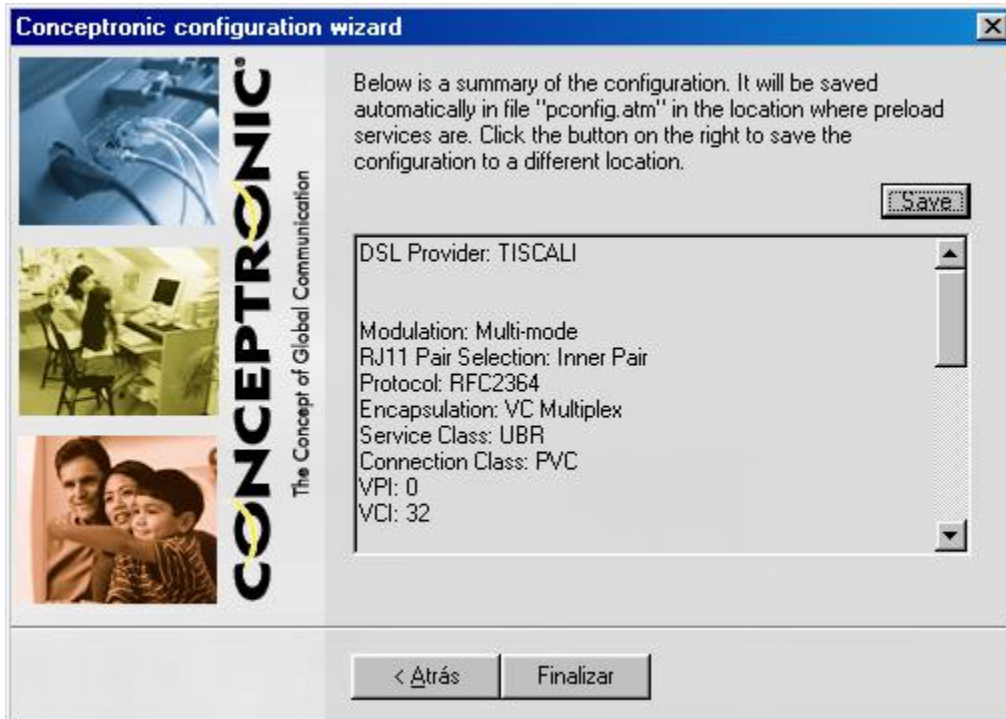 Conceptronic configuration wizard
CONCEPTRONIC®
The Concept of Global Communication
Below is a summary of the configuration. It will be saved
automatically in file "pconfig.atm" in the location where preload
services are. Click the button on the right to save the
configuration to a different location.
Save
DSL Provider: TISCALI
Modulation: Multi-mode
RJ11 Pair Selection: Inner Pair
Protocol: RFC2364
Encapsulation: VC Multiplex
Service Class: UBR
Connection Class: PVC
VPI: 0
VCI: 32
< Atrás
Finalizar